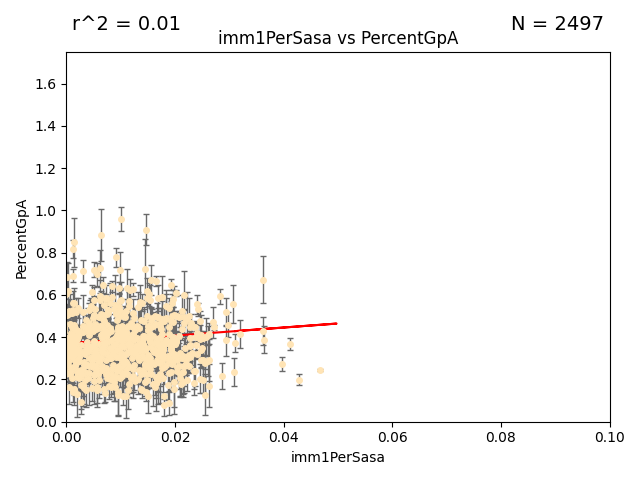 r^2 = 0.01
N = 2497
imm1PerSasa vs PercentGpA
PercentGpA
1.6
1.4
1.2
1.0
0.8
0.6
0.4
0.2
0.0
0.00 0.02 0.04 0.06 0.08 0.10
imm1PerSasa